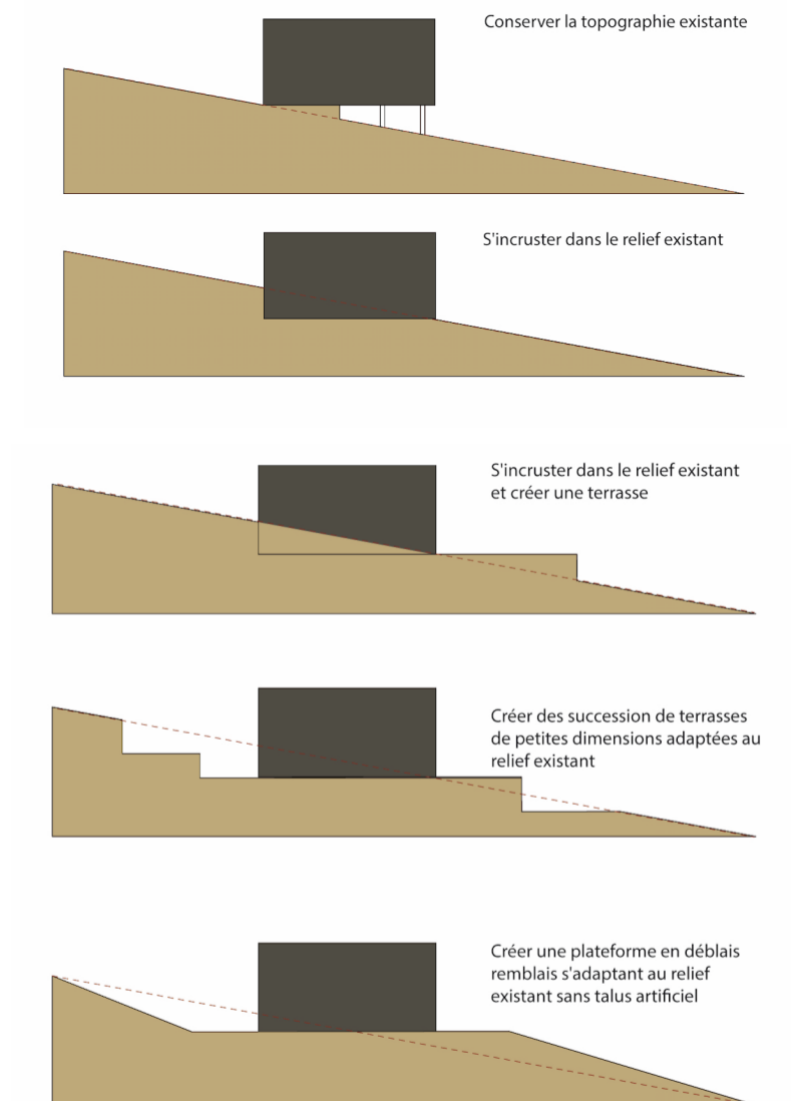 Conserver la topographie existante
S'incruster dans le relief existant
S'incruster dans le relief existant
et créer une terrasse
Créer des succession de terrasses
de petites dimensions adaptées au
relief existant
Créer une plateforme en déblais
remblais s'adaptant au relief
existant sans talus artificiel